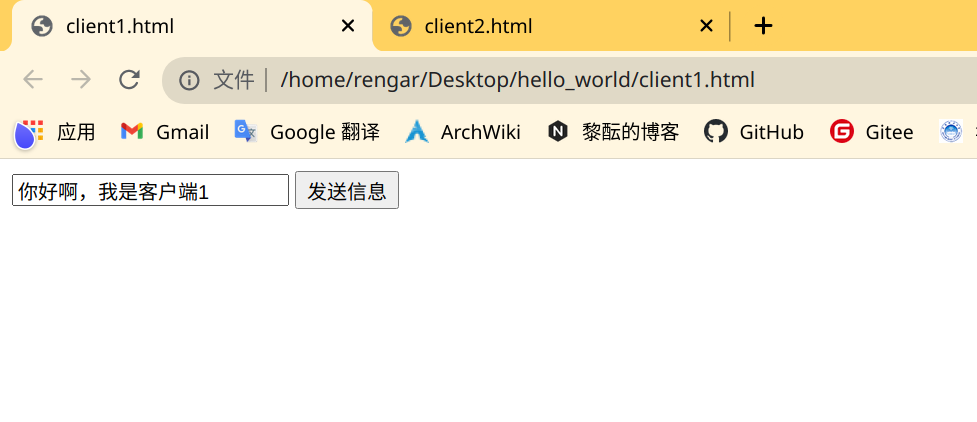 client1.html client2.html
文件 /home/rengar/Desktop/hello_world/client1.html
应用 Gmail Google 翻译 ArchWiki 黎酝的博客 GitHub Gitee
你好啊，我是客户端1 发送信息